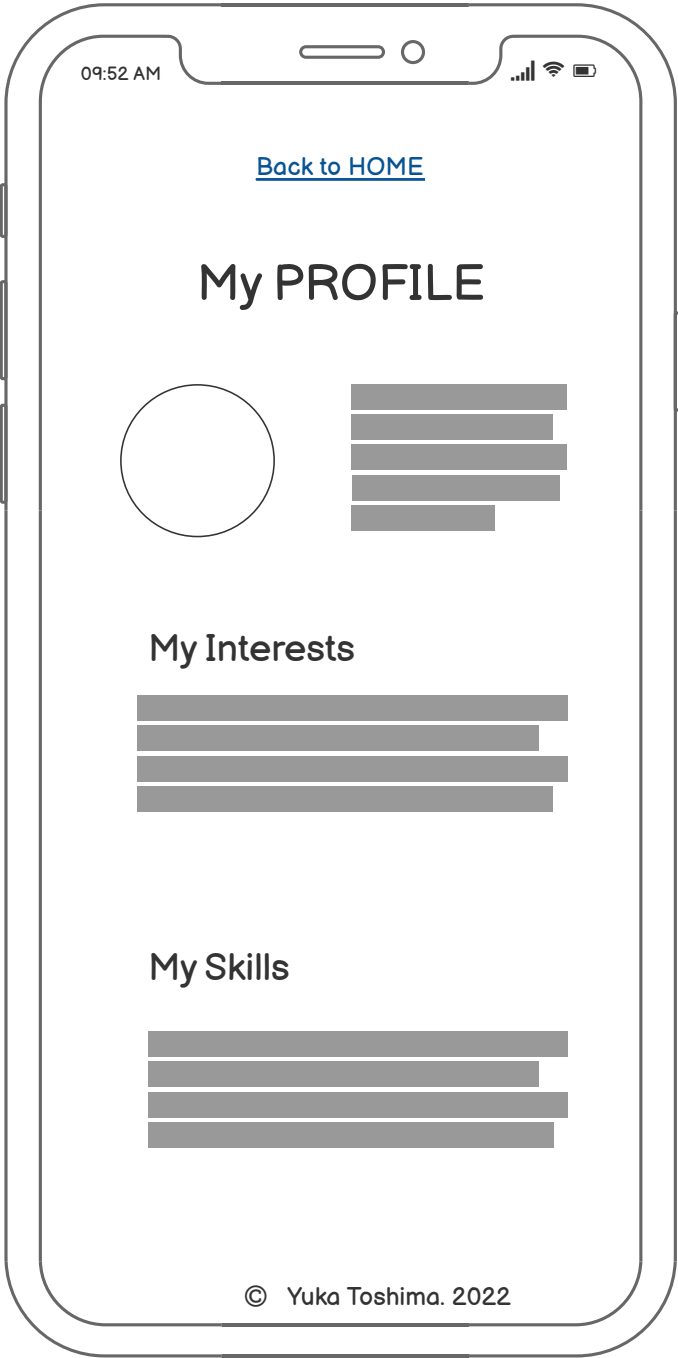 09:52 AM
Back to HOME
My PROFILE
My Interests
My Skills
© Yuka Toshima. 2022